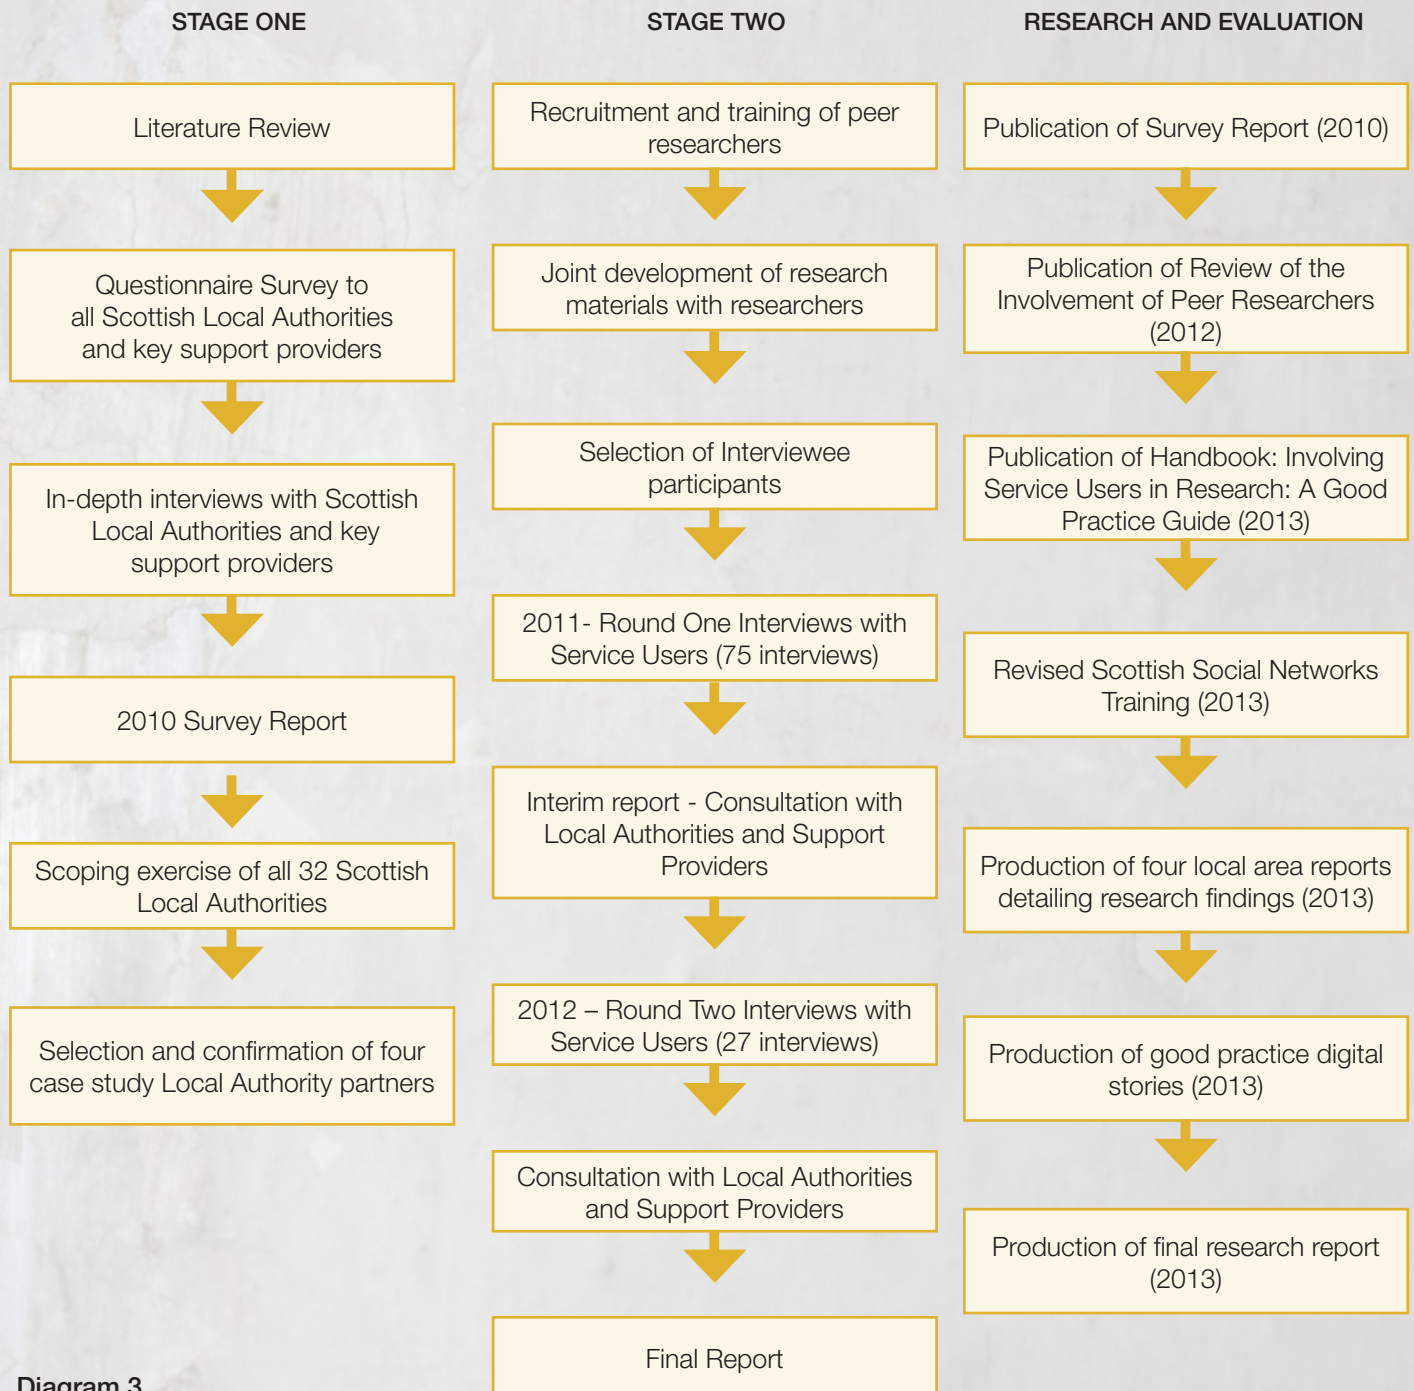 STAGE ONE
Literature Review
Questionnaire Survey to
all Scottish Local Authorities
and key support providers
In-depth interviews with Scottish
Local Authorities and key
support providers
2010 Survey Report
Scoping exercise of all 32 Scottish
Local Authorities
Selection and confirmation of four
case study Local Authority partners
STAGE TWO
Recruitment and training of peer
researchers
Joint development of research
materials with researchers
Selection of Interviewee
participants
2011- Round One Interviews with
Service Users (75 interviews)
Interim report - Consultation with
Local Authorities and Support
Providers
2012 – Round Two Interviews with
Service Users (27 interviews)
Consultation with Local Authorities
and Support Providers
Final Report
RESEARCH AND EVALUATION
Publication of Survey Report (2010)
Publication of Review of the
Involvement of Peer Researchers
(2012)
Publication of Handbook: Involving
Service Users in Research: A Good
Practice Guide (2013)
Revised Scottish Social Networks
Training (2013)
Production of four local area reports
detailing research findings (2013)
Production of good practice digital
stories (2013)
Production of final research report
(2013)
Diagram 3